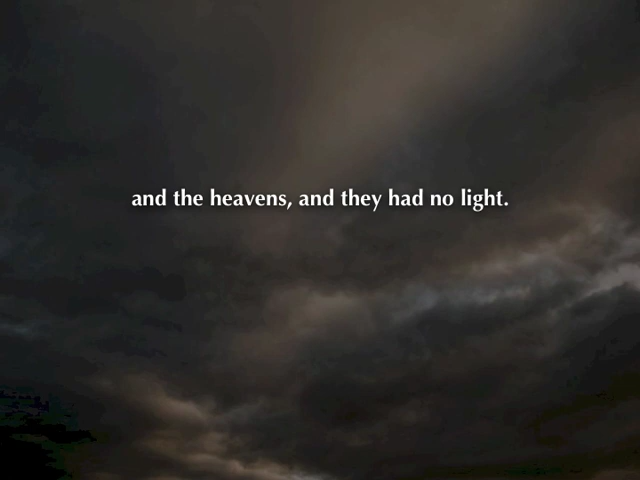 and the heavens, and they had no light.